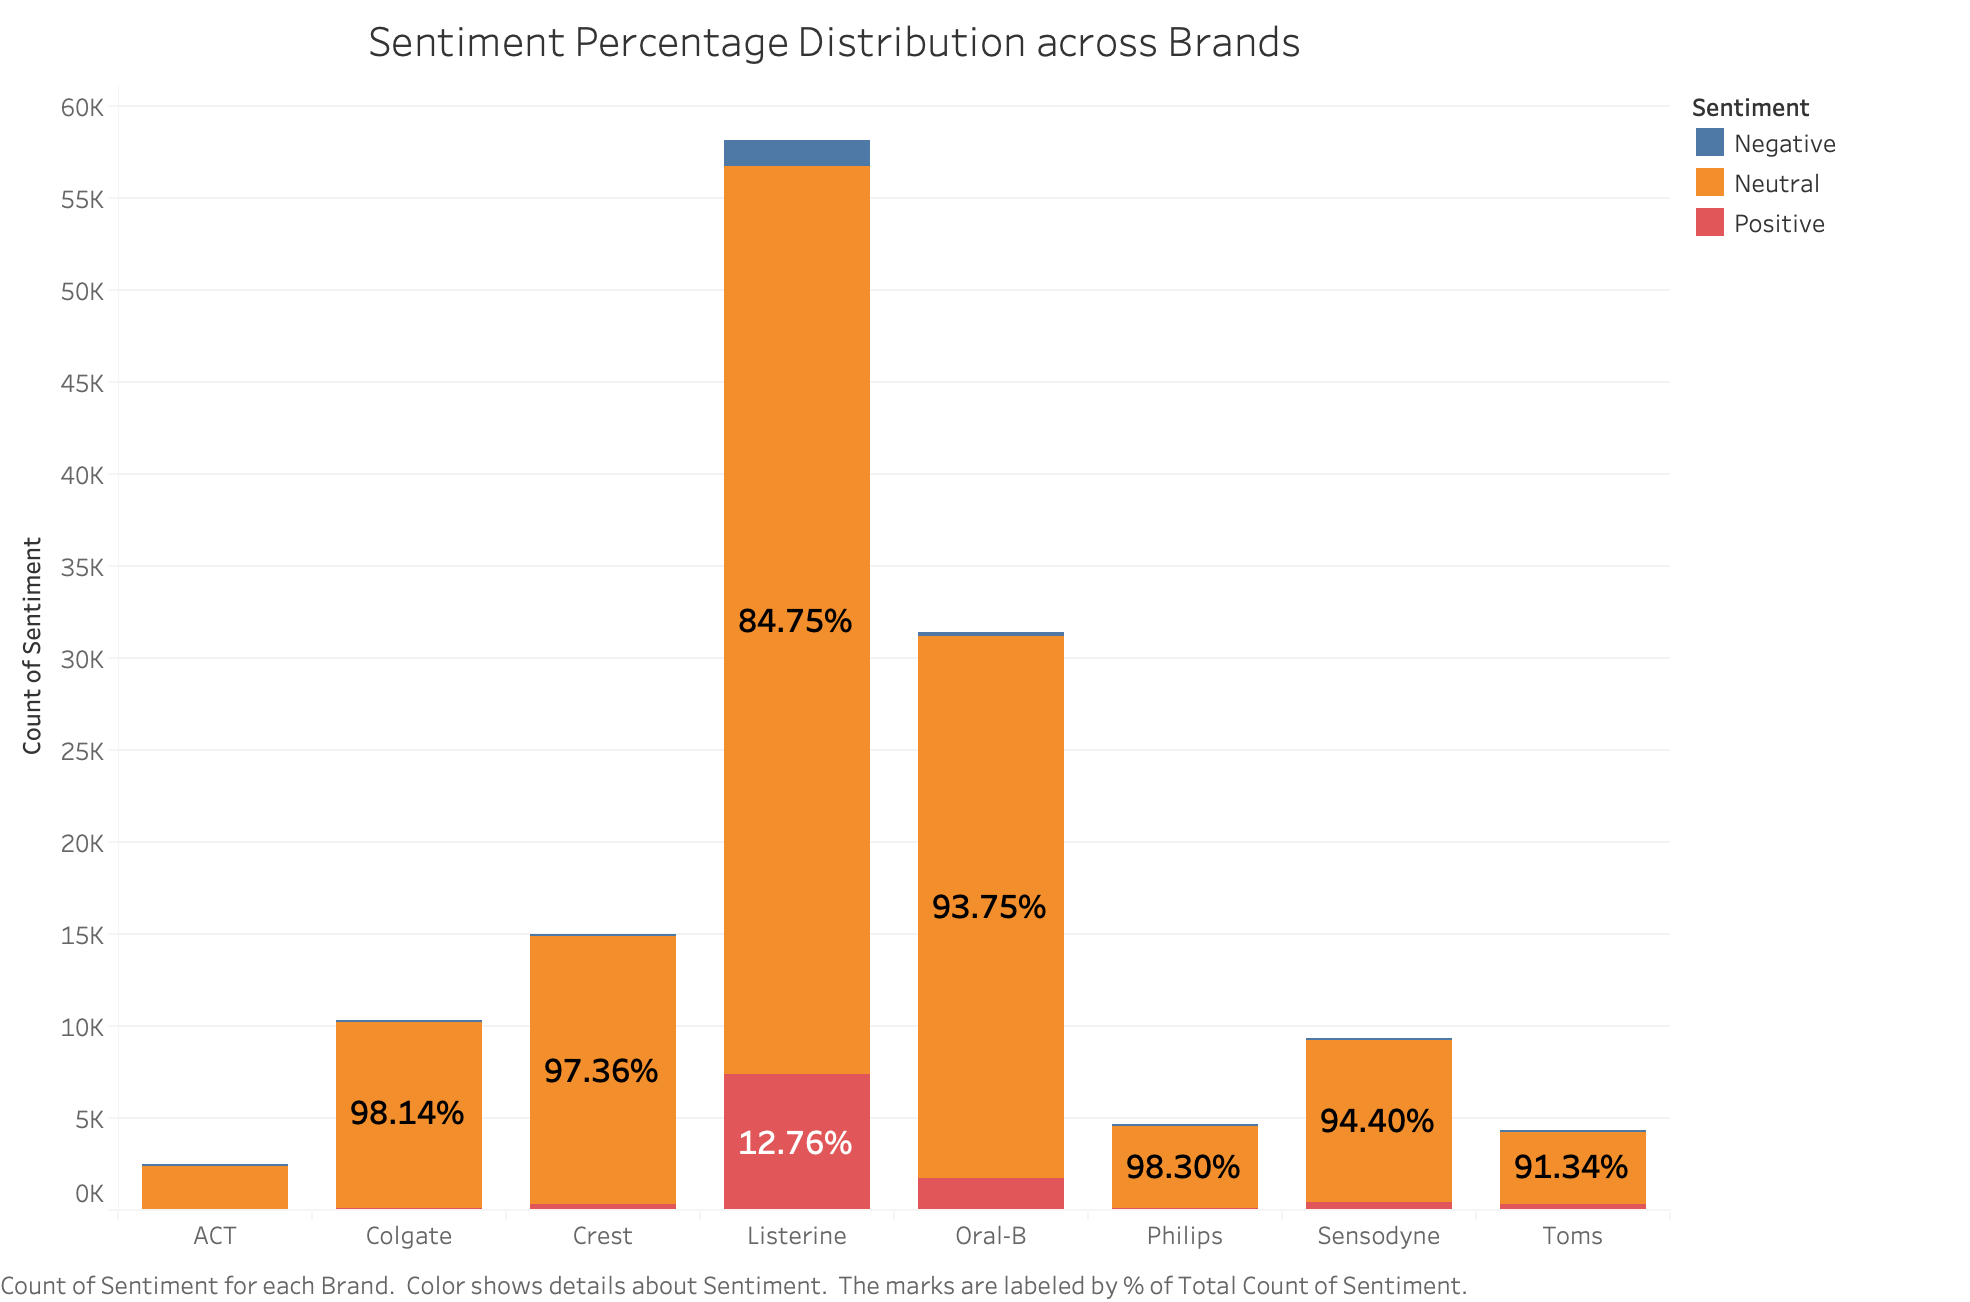 Sentiment Percentage Distribution across Brands
60K
55K
50K
45K
40K
35K
30K
25K
20K
15K
10K
5K
0K
Count of Sentiment
84.75%
93.75%
97.36%
98.14%
12.76%
98.30%
94.40%
91.34%
ACT
Colgate
Crest
Listerine
Oral-B
Philips
Sensodyne
Toms
Sentiment
Negative
Neutral
Positive
Count of Sentiment for each Brand. Color shows details about Sentiment. The marks are labeled by % of Total Count of Sentiment.